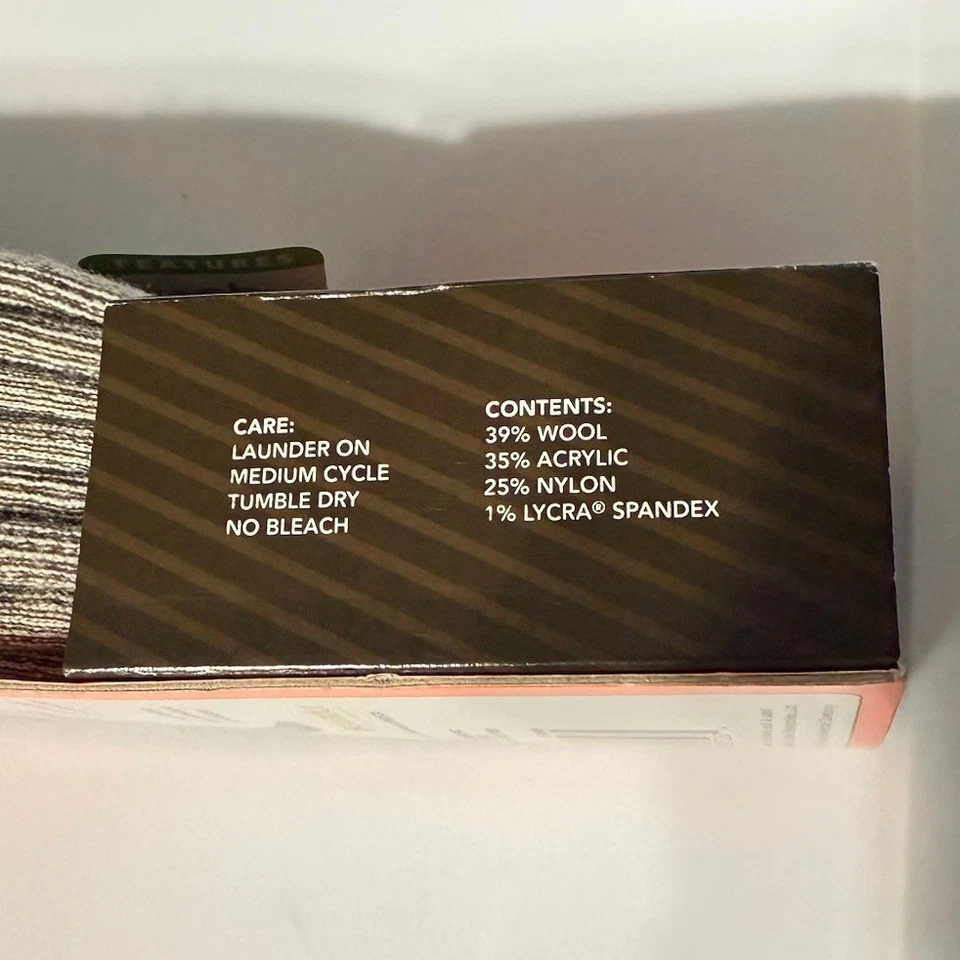 FEATURES
CARE:
LAUNDER ON
MEDIUM CYCLE
TUMBLE DRY
NO BLEACH
CONTENTS:
39% WOOL
35% ACRYLIC
25% NYLON
1% LYCRA® SPANDEX